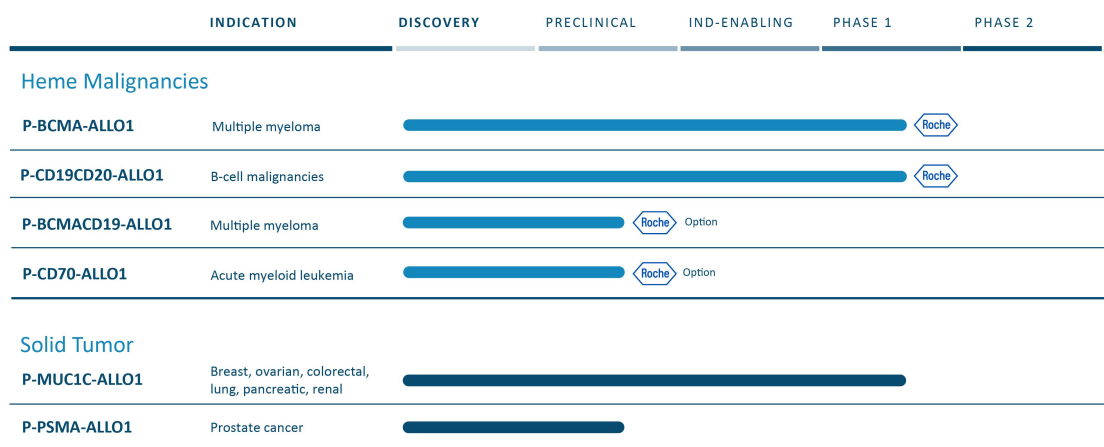 INDICATION DISCOVERY PRECLINICAL IND-ENABLING PHASE 1 PHASE 2
Heme Malignancies
P-BCMA-ALLO1 Multiple myeloma Roche
P-CD19CD20-ALLO1 B-cell malignancies Roche
P-BCMACD19-ALLO1 Multiple myeloma Roche Option
P-CD70-ALLO1 Acute myeloid leukemia Roche Option
Solid Tumor
P-MUC1C-ALLO1 Breast, ovarian, colorectal,
lung, pancreatic, renal
P-PSMA-ALLO1 Prostate cancer